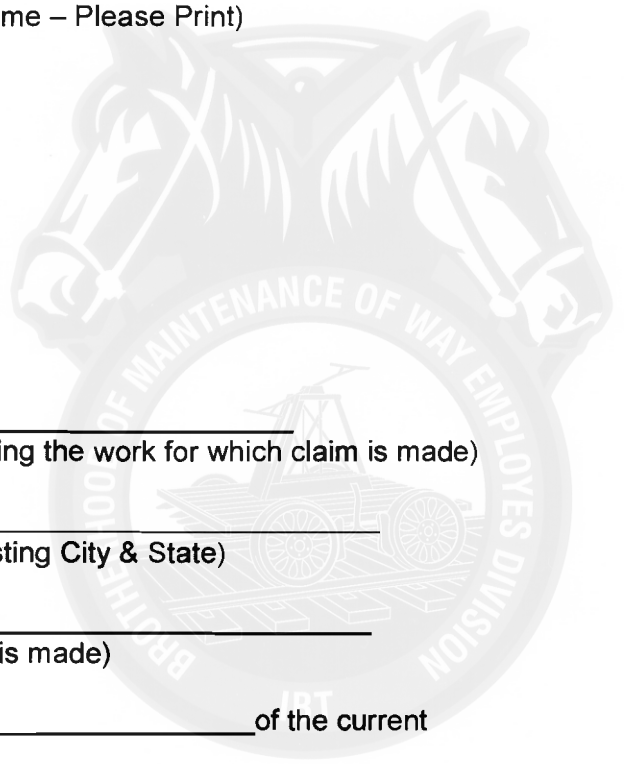 me – Please Print)
MAINTENANCE OF WAY EMPLOYES DIVISION
ing the work for which claim is made)
sting City & State)
is made)
BROTHERHOOD OF
IBT
of the current